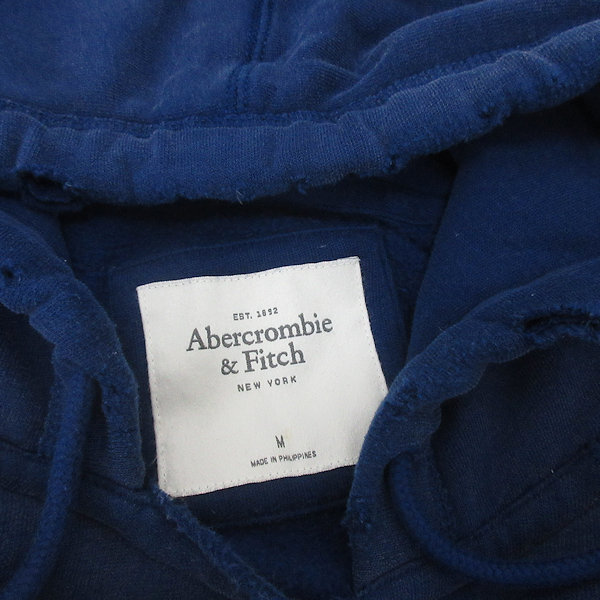 EST. 1892
Abercrombie
& Fitch
NEW YORK
M
MADE IN PHILIPPINES